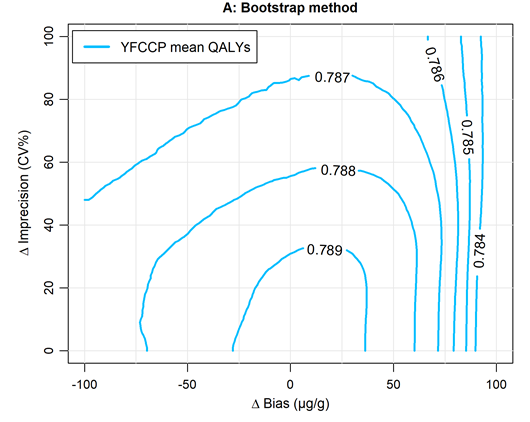 A: Bootstrap method
YFCCP mean QALYs
0.787
0.786
0.785
0.788
0.789
0.784
Δ Imprecision (CV%)
100
80
60
40
20
0
-100 -50 0 50 100
Δ Bias (µg/g)